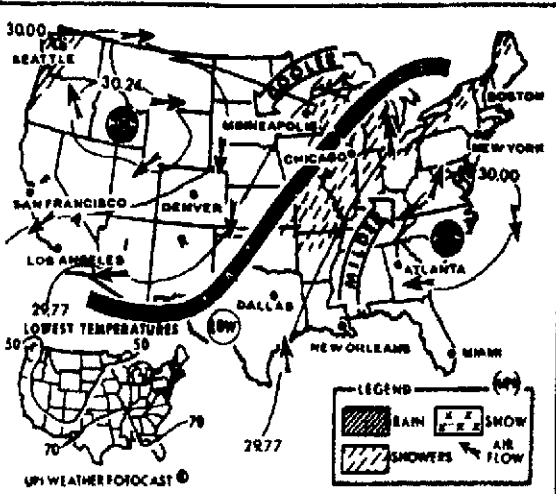 30.00
SEATTLE
30.24
COOLER
MINNEAPOLIS
BOSTON
NEW YORK
CHICAGO
30.00
SAN FRANCISCO
DENVER
MILDER
LOS ANGELES
ATLANTA
29.77
DALLAS
LOW
NEW ORLEANS
MIAMI
LOWEST TEMPERATURES
50
50
70
70
29.77
LEGEND
RAIN
SNOW
SHOWERS
AIR
FLOW
UPI WEATHER FOTOCAST ©